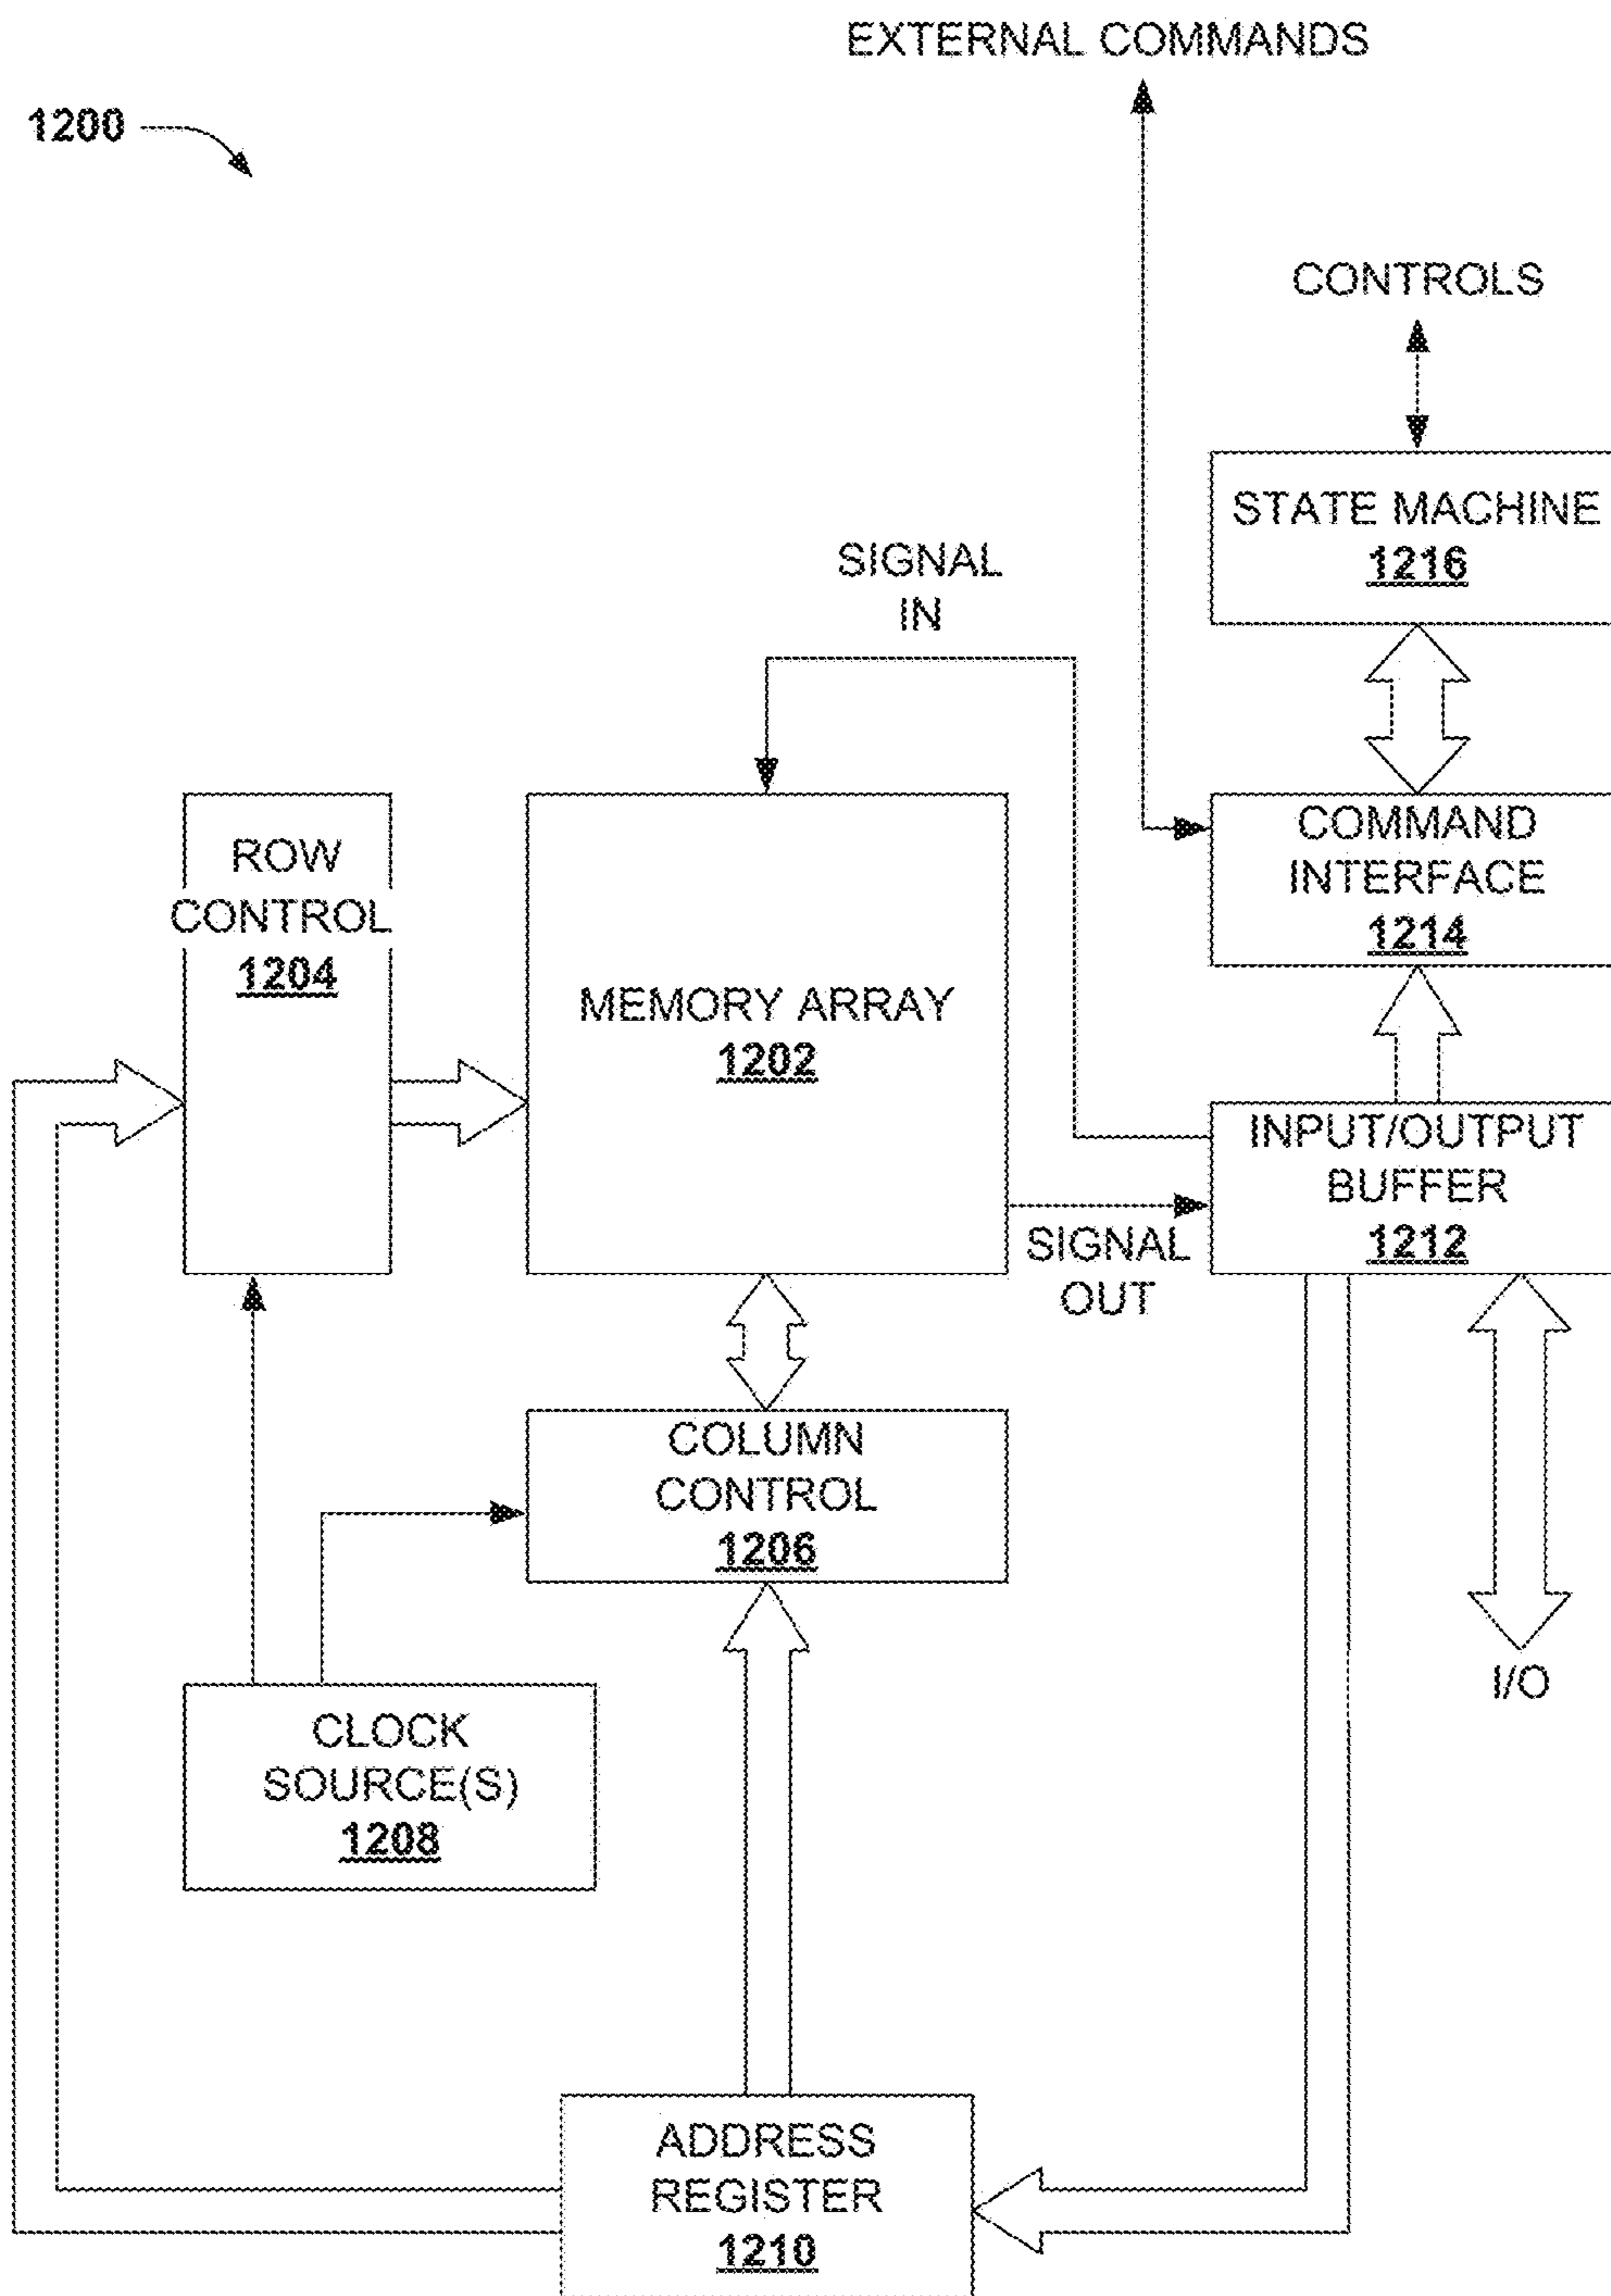 EXTERNAL COMMANDS
1200
CONTROLS
STATE MACHINE
1216
SIGNAL
IN
ROW
CONTROL
1204
MEMORY ARRAY
1202
COMMAND
INTERFACE
1214
INPUT/OUTPUT
BUFFER
1212
SIGNAL
OUT
COLUMN
CONTROL
1206
I/O
CLOCK
SOURCE(S)
1208
ADDRESS
REGISTER
1210